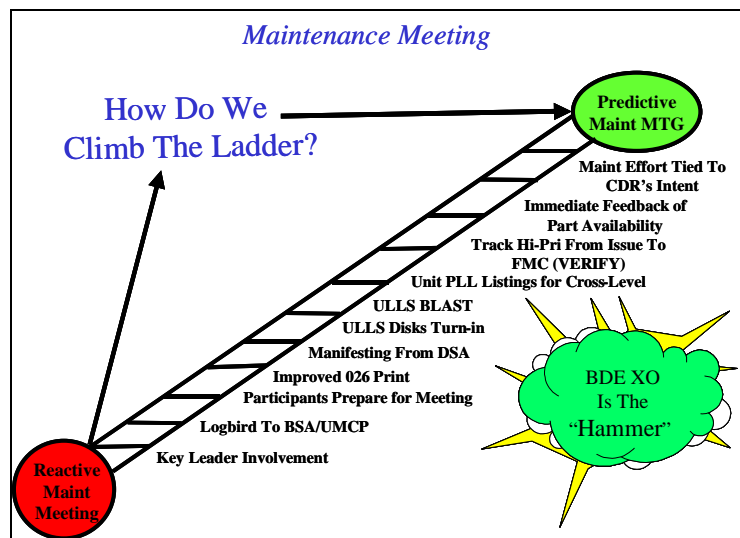 Maintenance Meeting
How Do We
Climb The Ladder?
Predictive
Maint MTG
Maint Effort Tied To
CDR's Intent
Immediate Feedback of
Part Availability
Track Hi-Pri From Issue To
FMC (VERIFY)
Unit PLL Listings for Cross-Level
ULLS BLAST
ULLS Disks Turn-in
Manifesting From DSA
Improved 026 Print
Participants Prepare for Meeting
Logbird To BSA/UMCP
Key Leader Involvement
Reactive
Maint
Meeting
BDE XO
Is The
“Hammer”